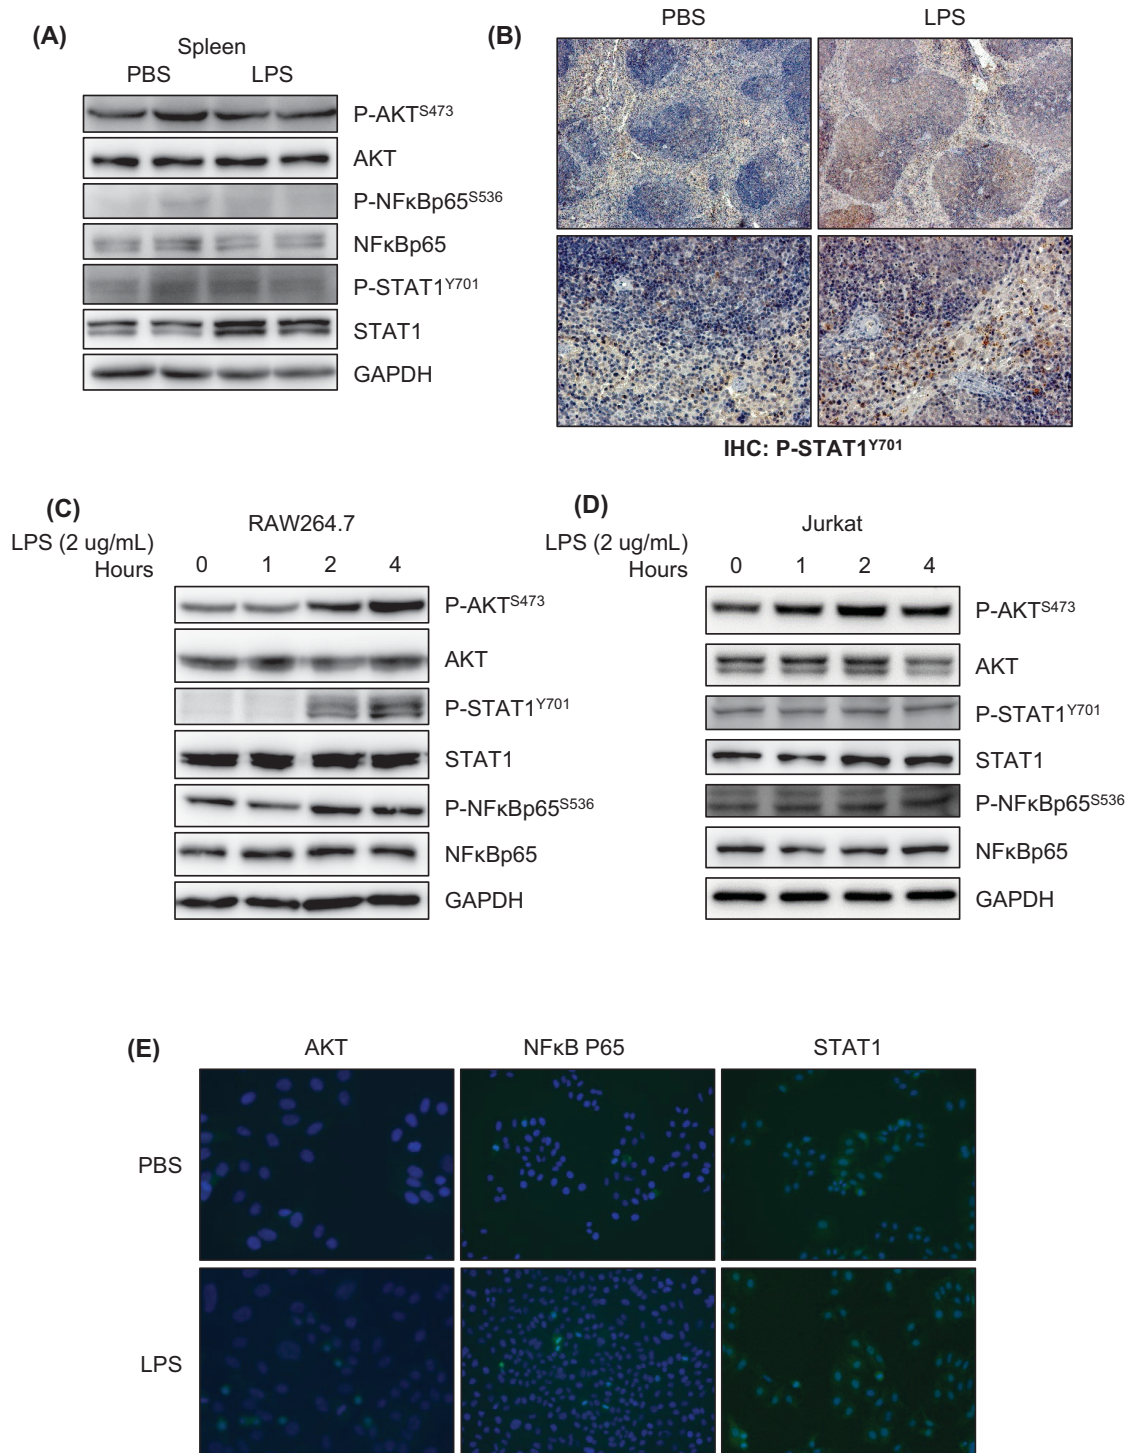 (A)
Spleen
PBS LPS
P-AKTS473
AKT
P-NFκBp65S536
NFκBp65
P-STAT1Y701
STAT1
GAPDH
(B)
PBS LPS
IHC: P-STAT1Y701
(C)
RAW264.7
LPS (2 ug/mL)
Hours 0 1 2 4
P-AKTS473
AKT
P-STAT1Y701
STAT1
P-NFκBp65S536
NFκBp65
GAPDH
(D)
Jurkat
LPS (2 ug/mL)
Hours 0 1 2 4
P-AKTS473
AKT
P-STAT1Y701
STAT1
P-NFκBp65S536
NFκBp65
GAPDH
(E)
AKT NFκB P65 STAT1
PBS
LPS